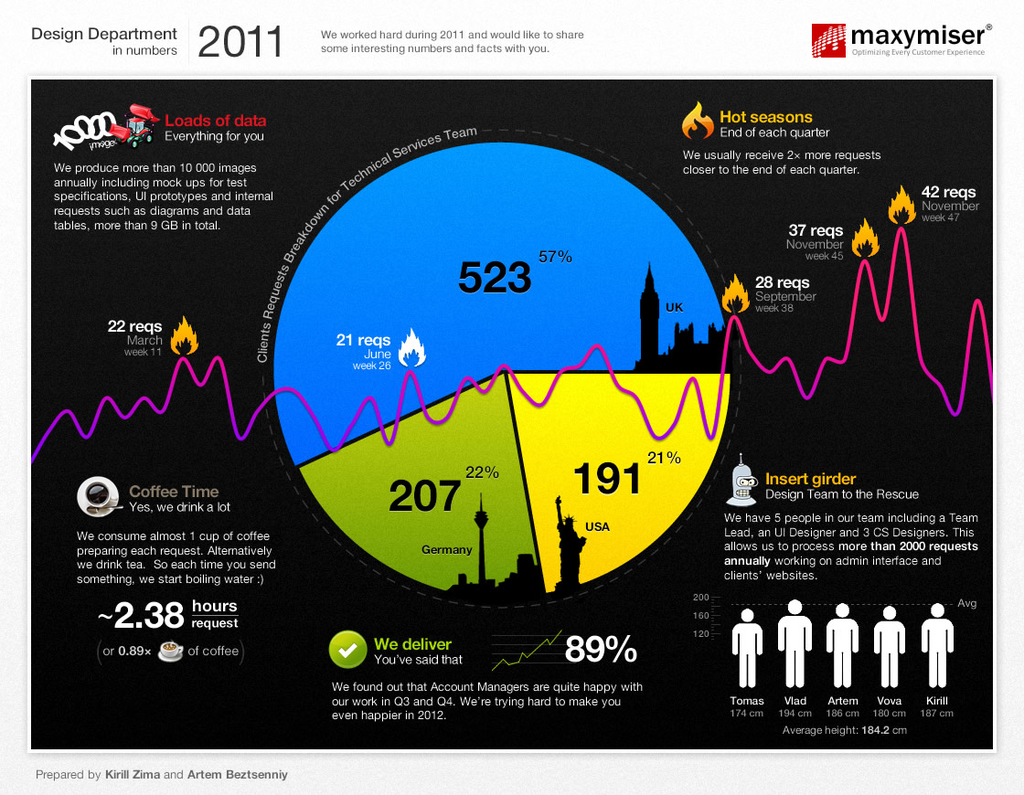 Design Department
in numbers
2011
We worked hard during 2011 and would like to share
some interesting numbers and facts with you.
maxymiser®
Optimizing Every Customer Experience
10000
images
Loads of data
Everything for you
We produce more than 10 000 images
annually including mock ups for test
specifications, UI prototypes and internal
requests such as diagrams and data
tables, more than 9 GB in total.
Clients Requests Breakdown for Technical Services Team
Hot seasons
End of each quarter
We usually receive 2× more requests
closer to the end of each quarter.
42 reqs
November
week 47
37 reqs
November
week 45
28 reqs
September
week 38
22 reqs
March
week 11
21 reqs
June
week 26
523 57%
UK
207 22%
Germany
191 21%
USA
Coffee Time
Yes, we drink a lot
We consume almost 1 cup of coffee
preparing each request. Alternatively
we drink tea. So each time you send
something, we start boiling water :)
~2.38 hours
request
(or 0.89× of coffee)
We deliver
You've said that
89%
We found out that Account Managers are quite happy with
our work in Q3 and Q4. We're trying hard to make you
even happier in 2012.
Insert girder
Design Team to the Rescue
We have 5 people in our team including a Team
Lead, an UI Designer and 3 CS Designers. This
allows us to process more than 2000 requests
annually working on admin interface and
clients' websites.
200
160
120
Avg
Tomas Vlad Artem Vova Kirill
174 cm 194 cm 186 cm 180 cm 187 cm
Average height: 184.2 cm
Prepared by Kirill Zima and Artem Beztsenniy